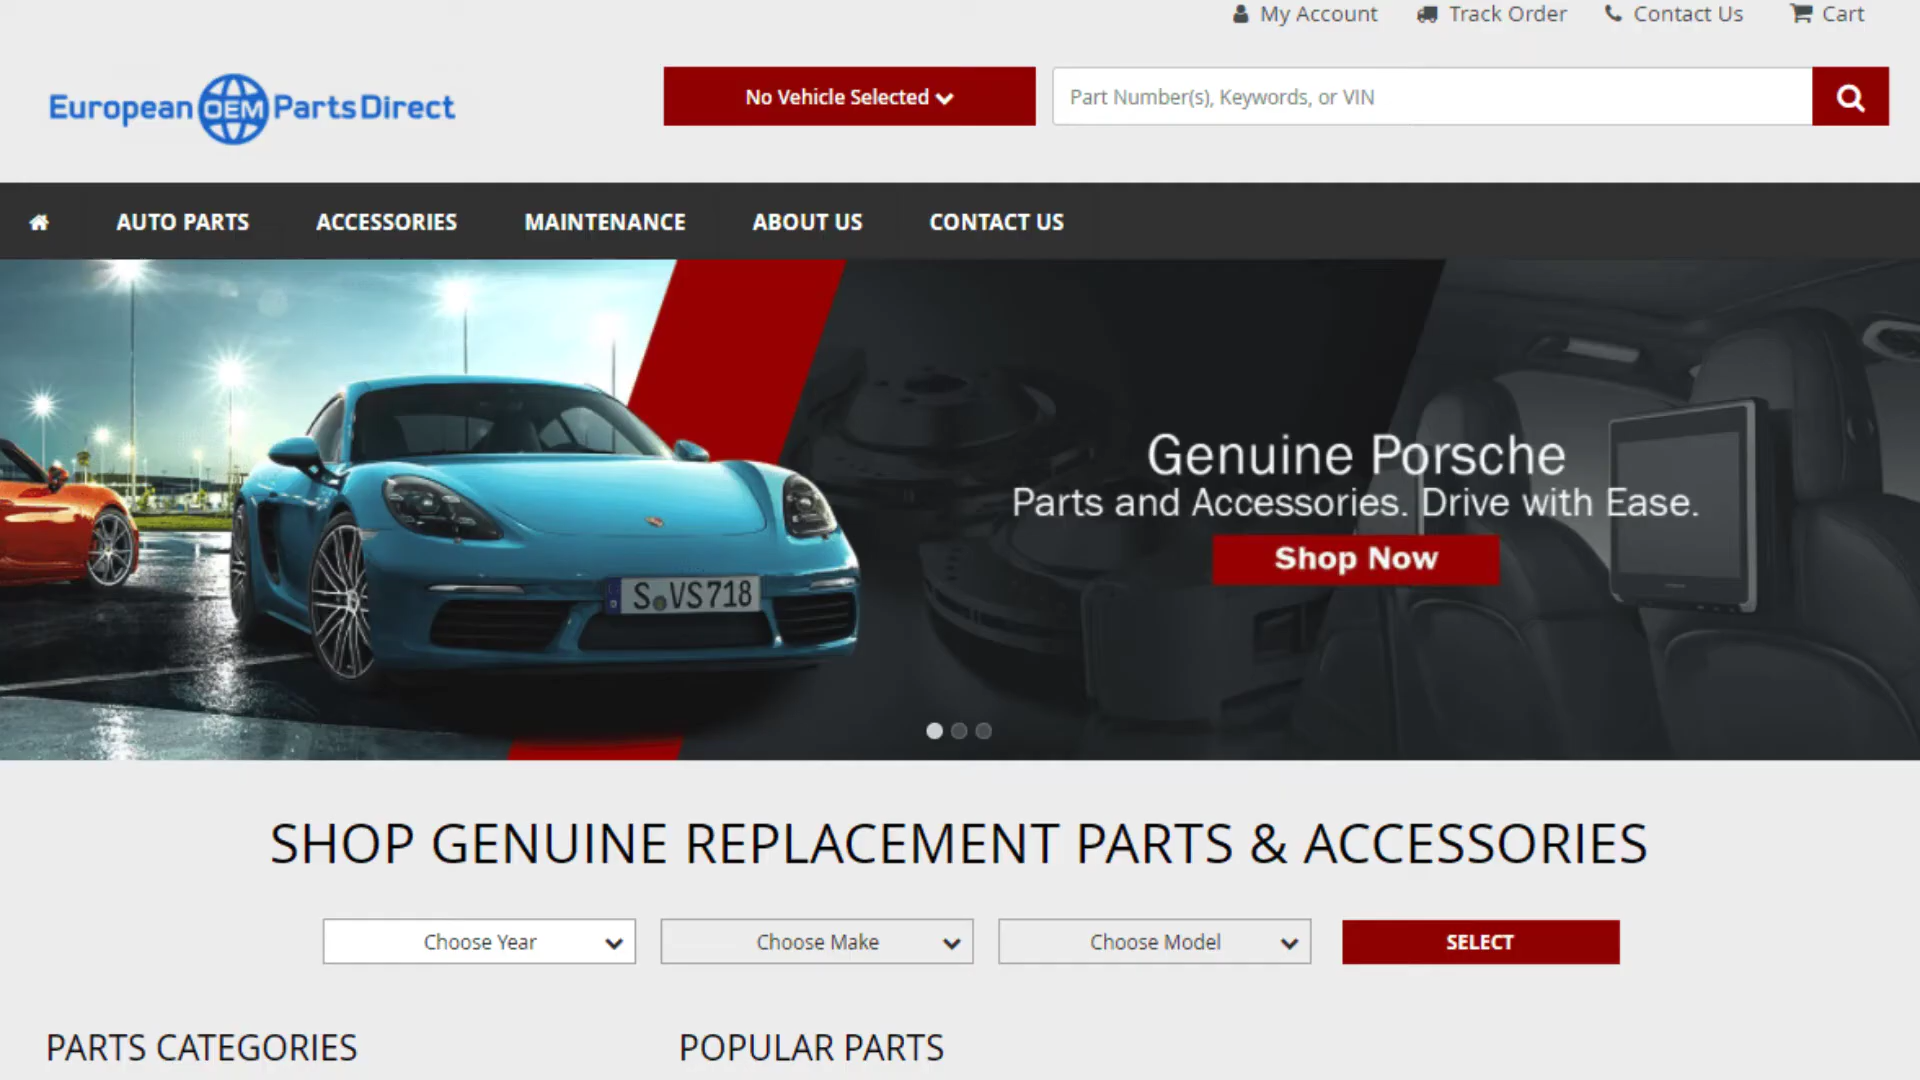 My Account Track Order Contact Us Cart
European OEM Parts Direct
No Vehicle Selected
Part Number(s), Keywords, or VIN
AUTO PARTS ACCESSORIES MAINTENANCE ABOUT US CONTACT US
Genuine Porsche
Parts and Accessories. Drive with Ease.
Shop Now
S VS718
SHOP GENUINE REPLACEMENT PARTS & ACCESSORIES
Choose Year Choose Make Choose Model SELECT
PARTS CATEGORIES POPULAR PARTS